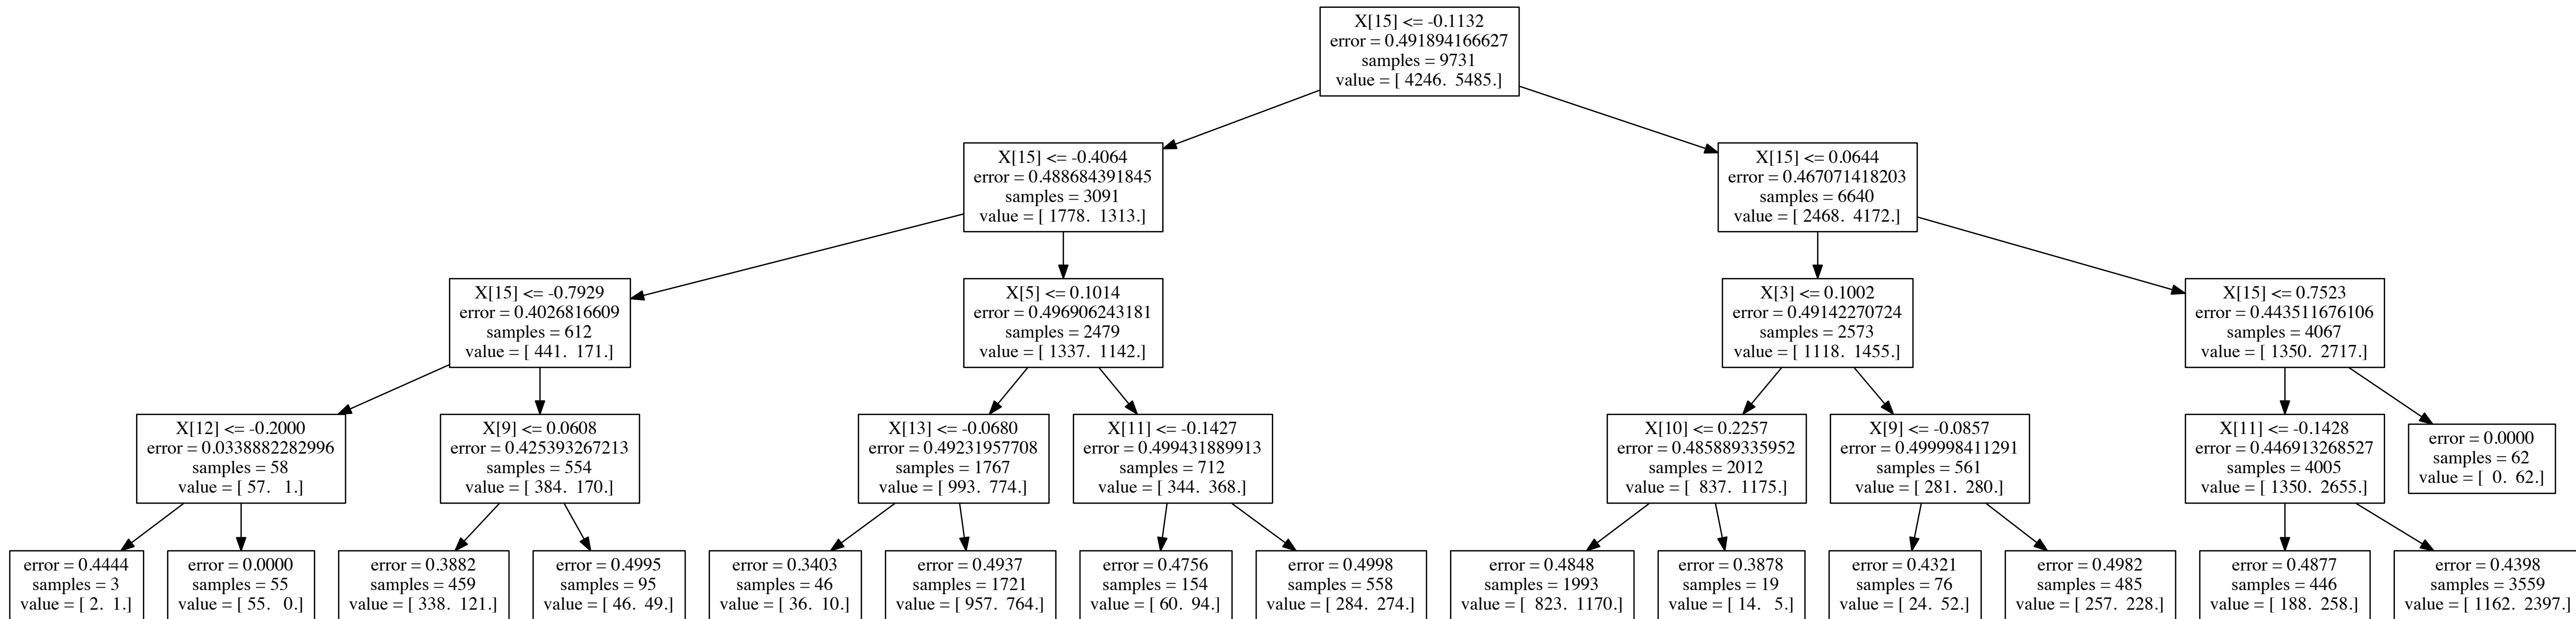 X[15] <= -0.1132
error = 0.491894166627
samples = 9731
value = [ 4246.  5485.]
X[15] <= -0.4064
error = 0.488684391845
samples = 3091
value = [ 1778.  1313.]
X[15] <= 0.0644
error = 0.467071418203
samples = 6640
value = [ 2468.  4172.]
X[15] <= -0.7929
error = 0.4026816609
samples = 612
value = [ 441.  171.]
X[5] <= 0.1014
error = 0.496906243181
samples = 2479
value = [ 1337.  1142.]
X[3] <= 0.1002
error = 0.49142270724
samples = 2573
value = [ 1118.  1455.]
X[15] <= 0.7523
error = 0.443511676106
samples = 4067
value = [ 1350.  2717.]
X[12] <= -0.2000
error = 0.0338882282996
samples = 58
value = [ 57.  1.]
X[9] <= 0.0608
error = 0.425393267213
samples = 554
value = [ 384.  170.]
X[13] <= -0.0680
error = 0.49231957708
samples = 1767
value = [ 993.  774.]
X[11] <= -0.1427
error = 0.499431889913
samples = 712
value = [ 344.  368.]
X[10] <= 0.2257
error = 0.485889335952
samples = 2012
value = [  837.  1175.]
X[9] <= -0.0857
error = 0.499998411291
samples = 561
value = [ 281.  280.]
X[11] <= -0.1428
error = 0.446913268527
samples = 4005
value = [ 1350.  2655.]
error = 0.0000
samples = 62
value = [  0.  62.]
error = 0.4444
samples = 3
value = [ 2.  1.]
error = 0.0000
samples = 55
value = [ 55.  0.]
error = 0.3882
samples = 459
value = [ 338.  121.]
error = 0.4995
samples = 95
value = [ 46.  49.]
error = 0.3403
samples = 46
value = [ 36.  10.]
error = 0.4937
samples = 1721
value = [ 957.  764.]
error = 0.4756
samples = 154
value = [ 60.  94.]
error = 0.4998
samples = 558
value = [ 284.  274.]
error = 0.4848
samples = 1993
value = [  823.  1170.]
error = 0.3878
samples = 19
value = [ 14.  5.]
error = 0.4321
samples = 76
value = [ 24.  52.]
error = 0.4982
samples = 485
value = [ 257.  228.]
error = 0.4877
samples = 446
value = [ 188.  258.]
error = 0.4398
samples = 3559
value = [ 1162.  2397.]